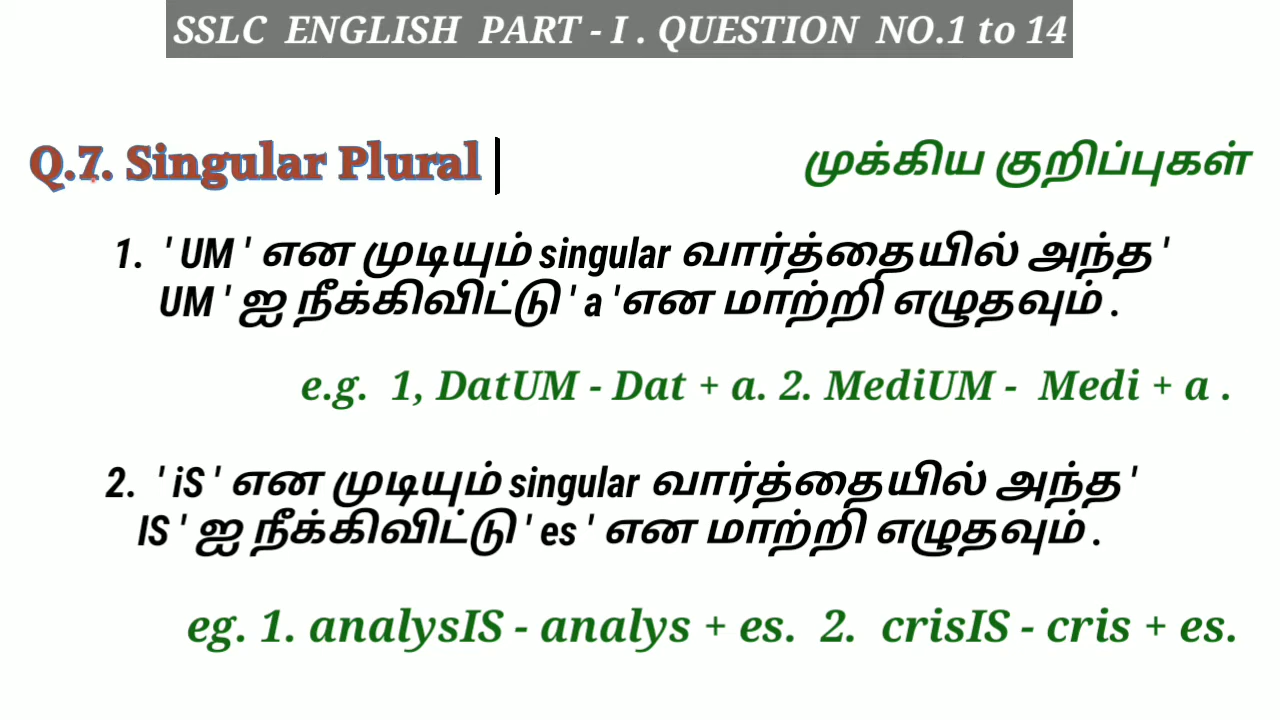 SSLC ENGLISH PART - I . QUESTION NO.1 to 14
Q.7. Singular Plural முக்கிய குறிப்புகள்
1. ' UM ' என முடியும் singular வார்த்தையில் அந்த '
UM ' ஐ நீக்கிவிட்டு ' a 'என மாற்றி எழுதவும் .
e.g. 1, DatUM - Dat + a. 2. MediUM - Medi + a .
2. ' iS ' என முடியும் singular வார்த்தையில் அந்த '
IS ' ஐ நீக்கிவிட்டு ' es ' என மாற்றி எழுதவும் .
eg. 1. analysIS - analys + es. 2. crisIS - cris + es.